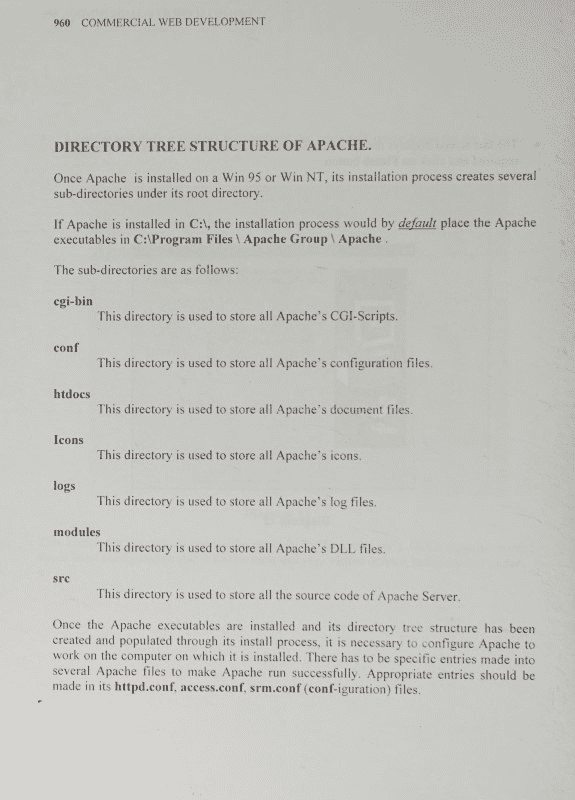 960 COMMERCIAL WEB DEVELOPMENT
DIRECTORY TREE STRUCTURE OF APACHE.
Once Apache is installed on a Win 95 or Win NT, its installation process creates several
sub-directories under its root directory.
If Apache is installed in C:\, the installation process would by default place the Apache
executables in C:\Program Files \ Apache Group \ Apache .
The sub-directories are as follows:
cgi-bin
This directory is used to store all Apache's CGI-Scripts.
conf
This directory is used to store all Apache's configuration files.
htdocs
This directory is used to store all Apache's document files.
Icons
This directory is used to store all Apache's icons.
logs
This directory is used to store all Apache's log files.
modules
This directory is used to store all Apache's DLL files.
src
This directory is used to store all the source code of Apache Server.
Once the Apache executables are installed and its directory tree structure has been
created and populated through its install process, it is necessary to configure Apache to
work on the computer on which it is installed. There has to be specific entries made into
several Apache files to make Apache run successfully. Appropriate entries should be
made in its httpd.conf, access.conf, srm.conf (conf-iguration) files.